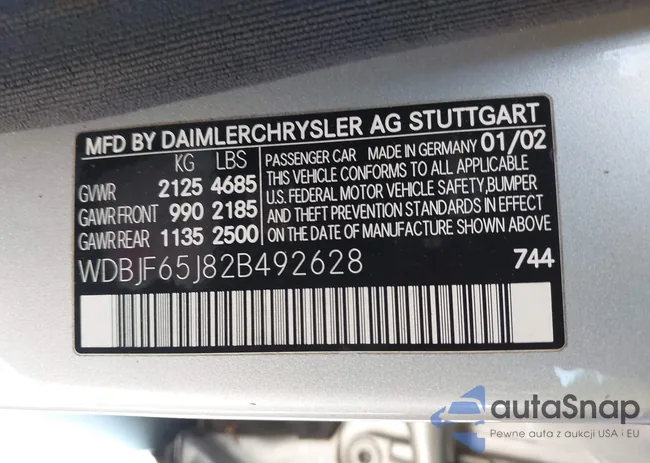 MFD BY DAIMLERCHRYSLER AG STUTTGART
KG LBS
GVWR 2125 4685
GAWR FRONT 990 2185
GAWR REAR 1135 2500
PASSENGER CAR MADE IN GERMANY 01/02
THIS VEHICLE CONFORMS TO ALL APPLICABLE
U.S. FEDERAL MOTOR VEHICLE SAFETY,BUMPER
AND THEFT PREVENTION STANDARDS IN EFFECT
ON THE DATE OF MANUFACTURE SHOWN ABOVE
WDBJF65J82B492628 744
autaSnap
Pewne auta z aukcji USA i EU